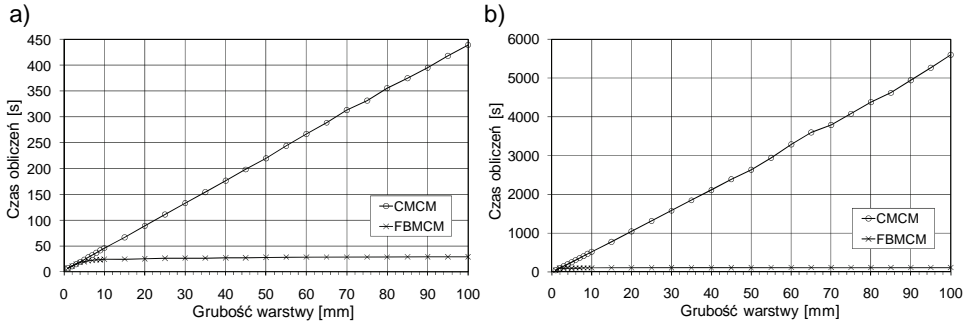 a)
450
400
350
300
250
200
150
100
50
0
Czas obliczeń [s]
CMCM
FBMCM
0 10 20 30 40 50 60 70 80 90 100
Grubość warstwy [mm]
b)
6000
5000
4000
3000
2000
1000
0
Czas obliczeń [s]
CMCM
FBMCM
0 10 20 30 40 50 60 70 80 90 100
Grubość warstwy [mm]